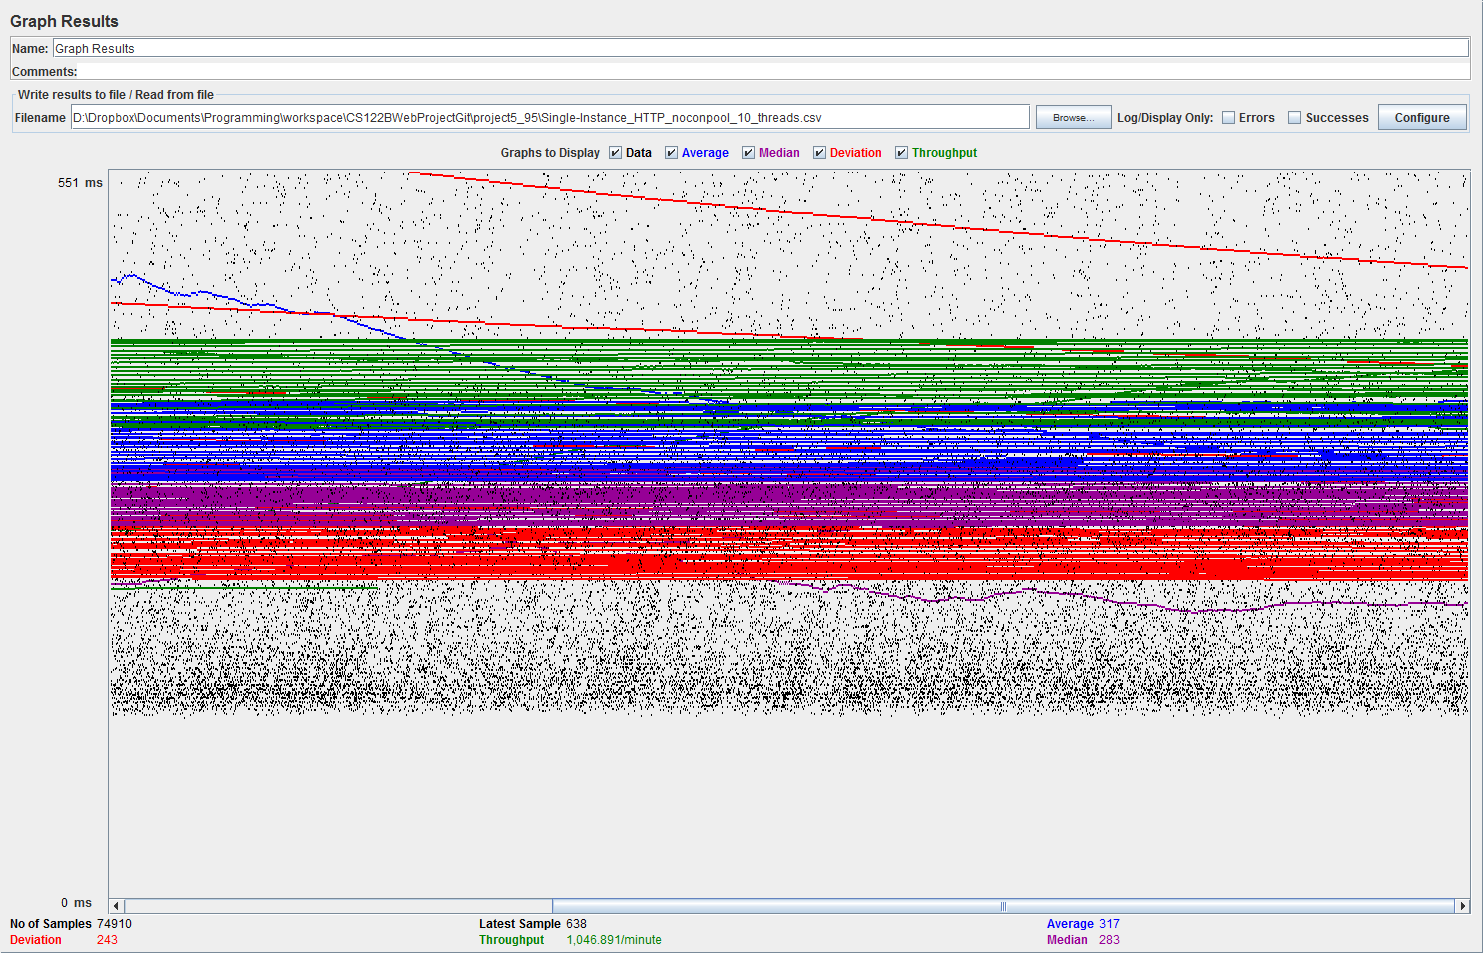 Graph Results
Name: Graph Results
Comments:
Write results to file / Read from file
Filename D:\Dropbox\Documents\Programming\workspace\CS122BWebProjectGit\project5_95\Single-Instance_HTTP_noconpool_10_threads.csv Browse... Log/Display Only: Errors Successes Configure
Graphs to Display Data Average Median Deviation Throughput
551 ms
0 ms
No of Samples 74910 Latest Sample 638 Average 317
Deviation 243 Throughput 1,046.891/minute Median 283